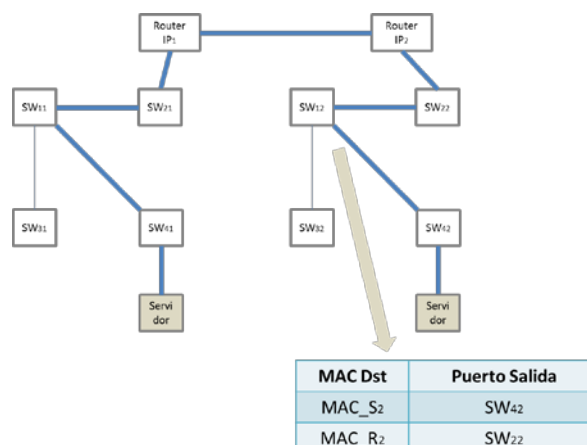 Router
IP1
Router
IP2
SW11
SW21
SW12
SW22
SW31
SW41
SW32
SW42
Servi
dor
Servi
dor
MAC Dst Puerto Salida
MAC_S2 SW42
MAC_R2 SW22